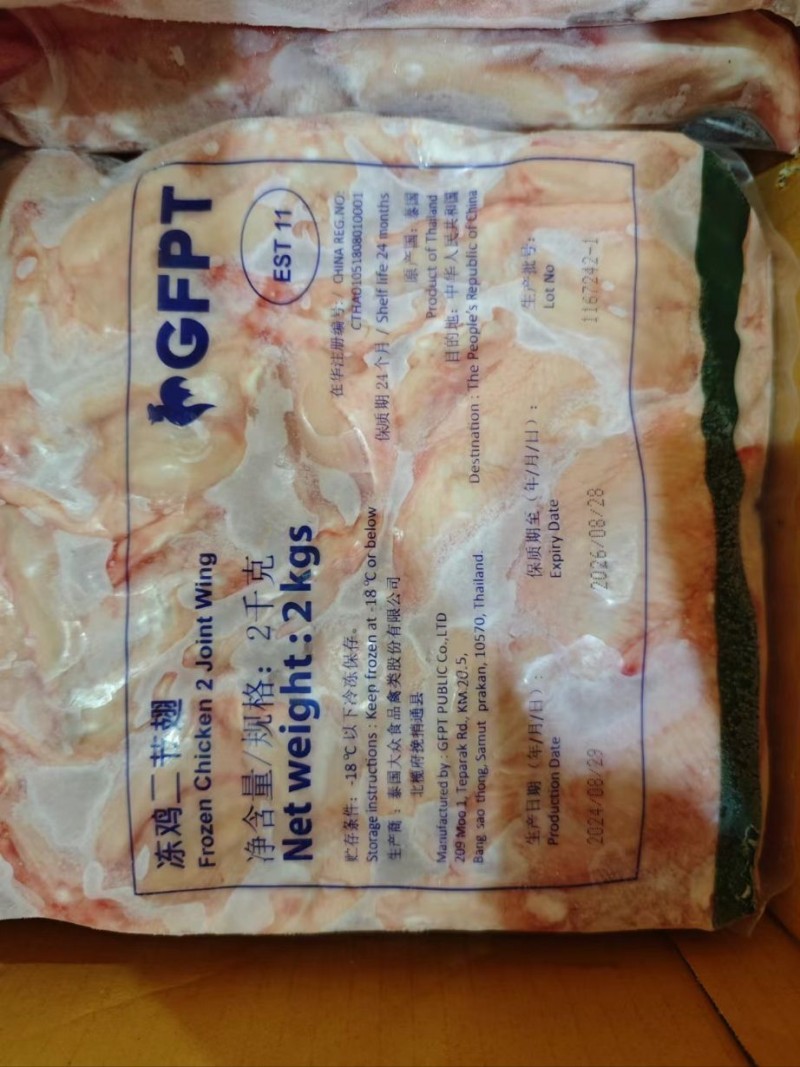 GFPT
EST 11
冻鸡二节翅
Frozen Chicken 2 Joint Wing
净含量/规格：2千克
Net weight : 2kgs
在华注册编号: / CHINA REG.NO:
CTHA01051808010001
贮存条件：-18℃以下冷冻保存。
保质期 24个月 / Shelf life 24 months
Storage instructions : Keep frozen at -18℃ or below
生产商：泰国大众食品禽类股份有限公司
原产国：泰国
北榄府挽稍通县
Product of Thailand
Manufactured by : GFPT PUBLIC Co.,LTD
目的地：中华人民共和国
209 Moo 1, Teparak Rd., KM.20.5,
Destination : The People's Republic of China
Bang sao thong, Samut prakan, 10570, Thailand.
生产日期（年/月/日）：
保质期至（年/月/日）：
生产批号：
Production Date
Expiry Date
Lot No
2024/08/29
2026/08/28
1167242-1